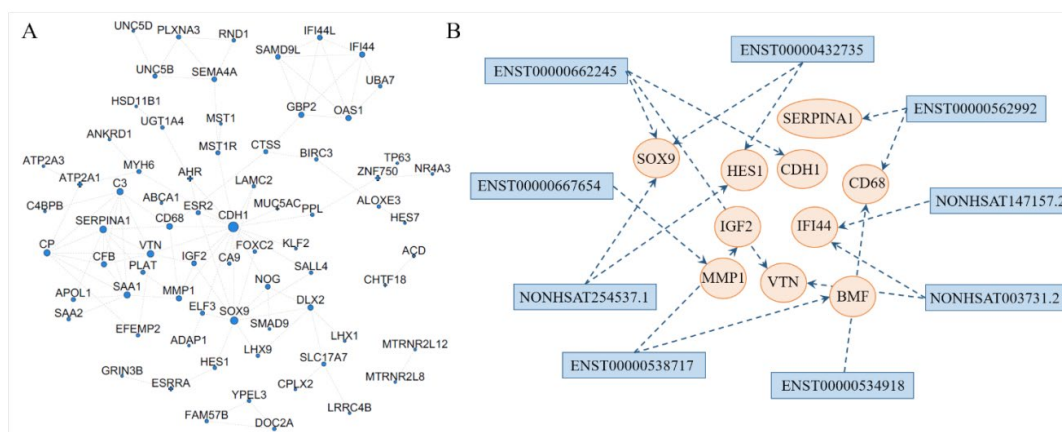 A
UNC5D
PLXNA3
RND1
IFI44L
SAMD9L
IFI44
UNC5B
SEMA4A
UBA7
HSD11B1
GBP2
OAS1
UGT1A4
MST1
ANKRD1
MST1R
CTSS
BIRC3
TP63
ATP2A3
MYH6
AHR
ZNF750
NR4A3
ATP2A1
C3
LAMC2
C4BPB
ABCA1
ESR2
MUC5AC
PPL
ALOXE3
SERPINA1
CD68
CDH1
HES7
CP
VTN
FOXC2
KLF2
ACD
CFB
PLAT
IGF2
CA9
SALL4
CHTF18
SAA1
NOG
APOL1
MMP1
DLX2
SAA2
ELF3
SOX9
EFEMP2
SMAD9
LHX1
ADAP1
LHX9
MTRNR2L12
HES1
SLC17A7
GRIN3B
ESRRA
CPLX2
MTRNR2L8
YPEL3
LRRC4B
FAM57B
DOC2A
B
ENST00000432735
ENST00000662245
ENST00000562992
SERPINA1
SOX9
HES1
CDH1
CD68
ENST00000667654
NONHSAT147157.2
IGF2
IFI44
MMP1
VTN
BMF
NONHSAT254537.1
NONHSAT003731.2
ENST00000538717
ENST00000534918